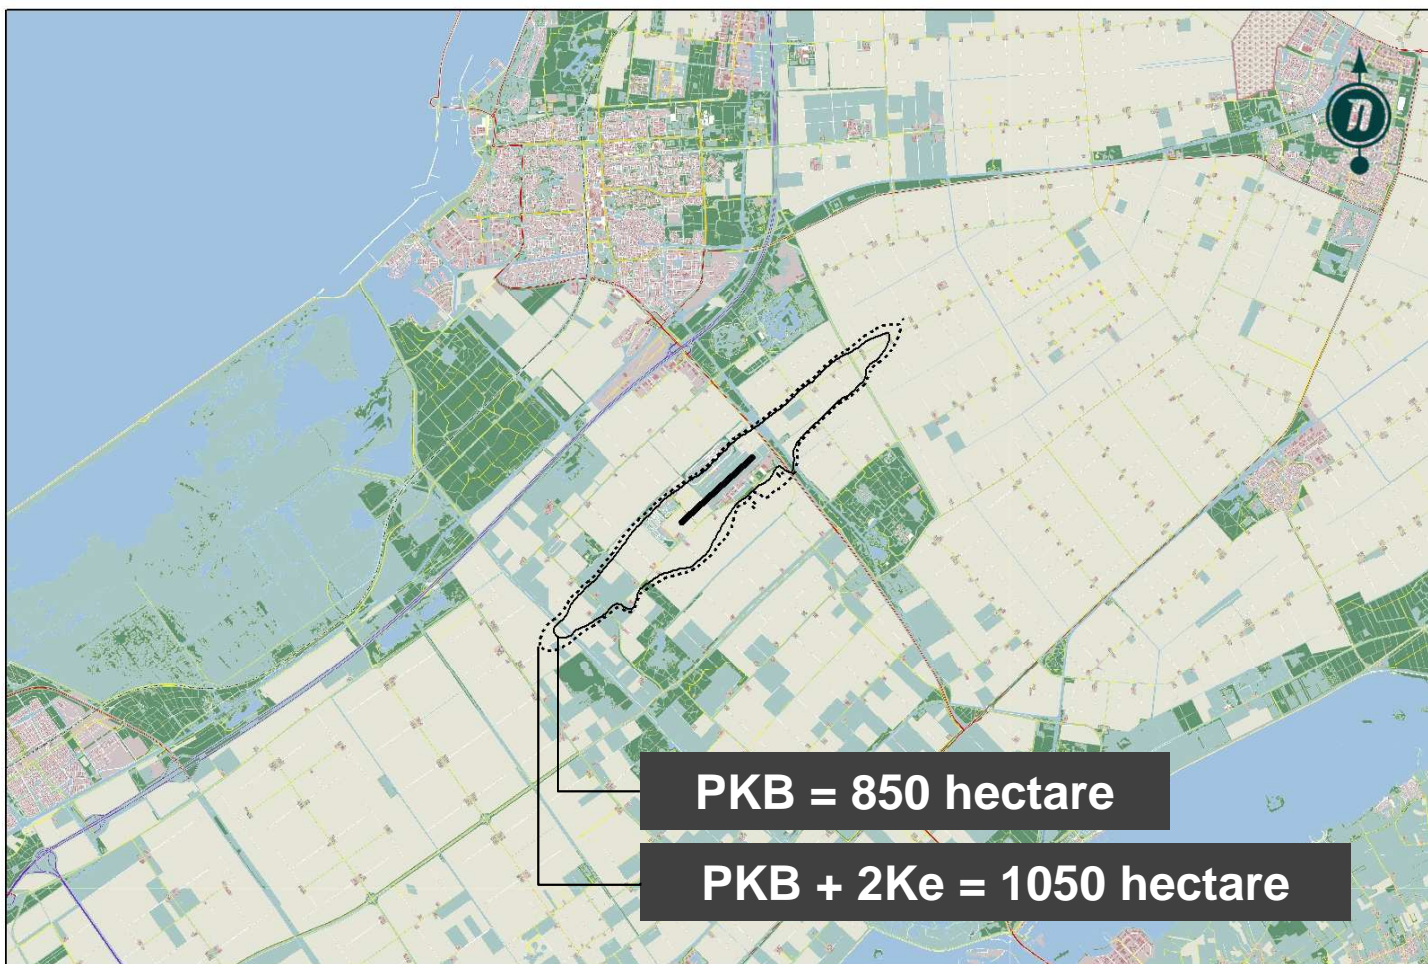 N
PKB = 850 hectare
PKB + 2Ke = 1050 hectare